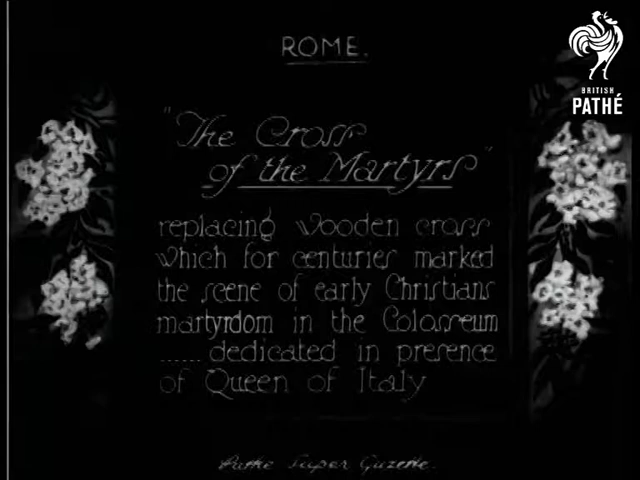 ROME.
BRITISH
PATHÉ
"The Cross
of the Martyrs"
replacing wooden cross
which for centuries marked
the scene of early Christians
martyrdom in the Colosseum
...... dedicated in presence
of Queen of Italy
Pathe Super Gazette.